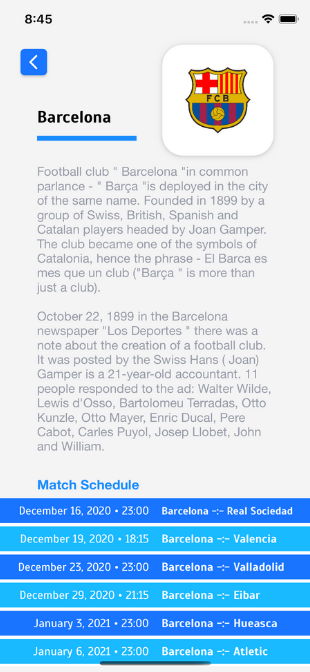 8:45
FCB
Barcelona
Football club " Barcelona "in common
parlance - " Barça "is deployed in the city
of the same name. Founded in 1899 by a
group of Swiss, British, Spanish and
Catalan players headed by Joan Gamper.
The club became one of the symbols of
Catalonia, hence the phrase - El Barca es
mes que un club ("Barça " is more than
just a club).
October 22, 1899 in the Barcelona
newspaper "Los Deportes " there was a
note about the creation of a football club.
It was posted by the Swiss Hans ( Joan)
Gamper is a 21-year-old accountant. 11
people responded to the ad: Walter Wilde,
Lewis d'Osso, Bartolomeu Terradas, Otto
Kunzle, Otto Mayer, Enric Ducal, Pere
Cabot, Carles Puyol, Josep Llobet, John
and William.
Match Schedule
December 16, 2020 • 23:00 Barcelona -:- Real Sociedad
December 19, 2020 • 18:15 Barcelona -:- Valencia
December 23, 2020 • 23:00 Barcelona -:- Valladolid
December 29, 2020 • 21:15 Barcelona -:- Eibar
January 3, 2021 • 23:00 Barcelona -:- Hueasca
January 6, 2021 • 23:00 Barcelona -:- Atletic